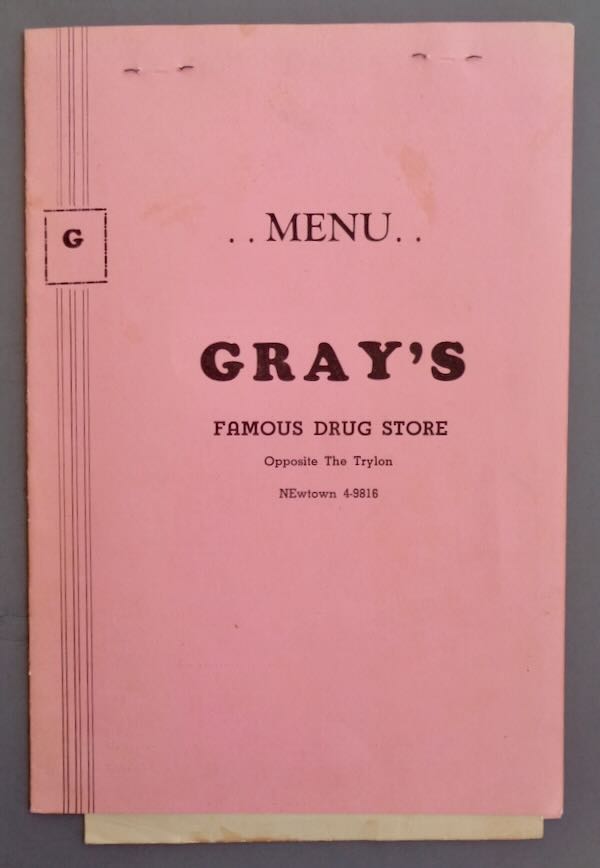 G
. . MENU. .
GRAY'S
FAMOUS DRUG STORE
Opposite The Trylon
NEwtown 4-9816